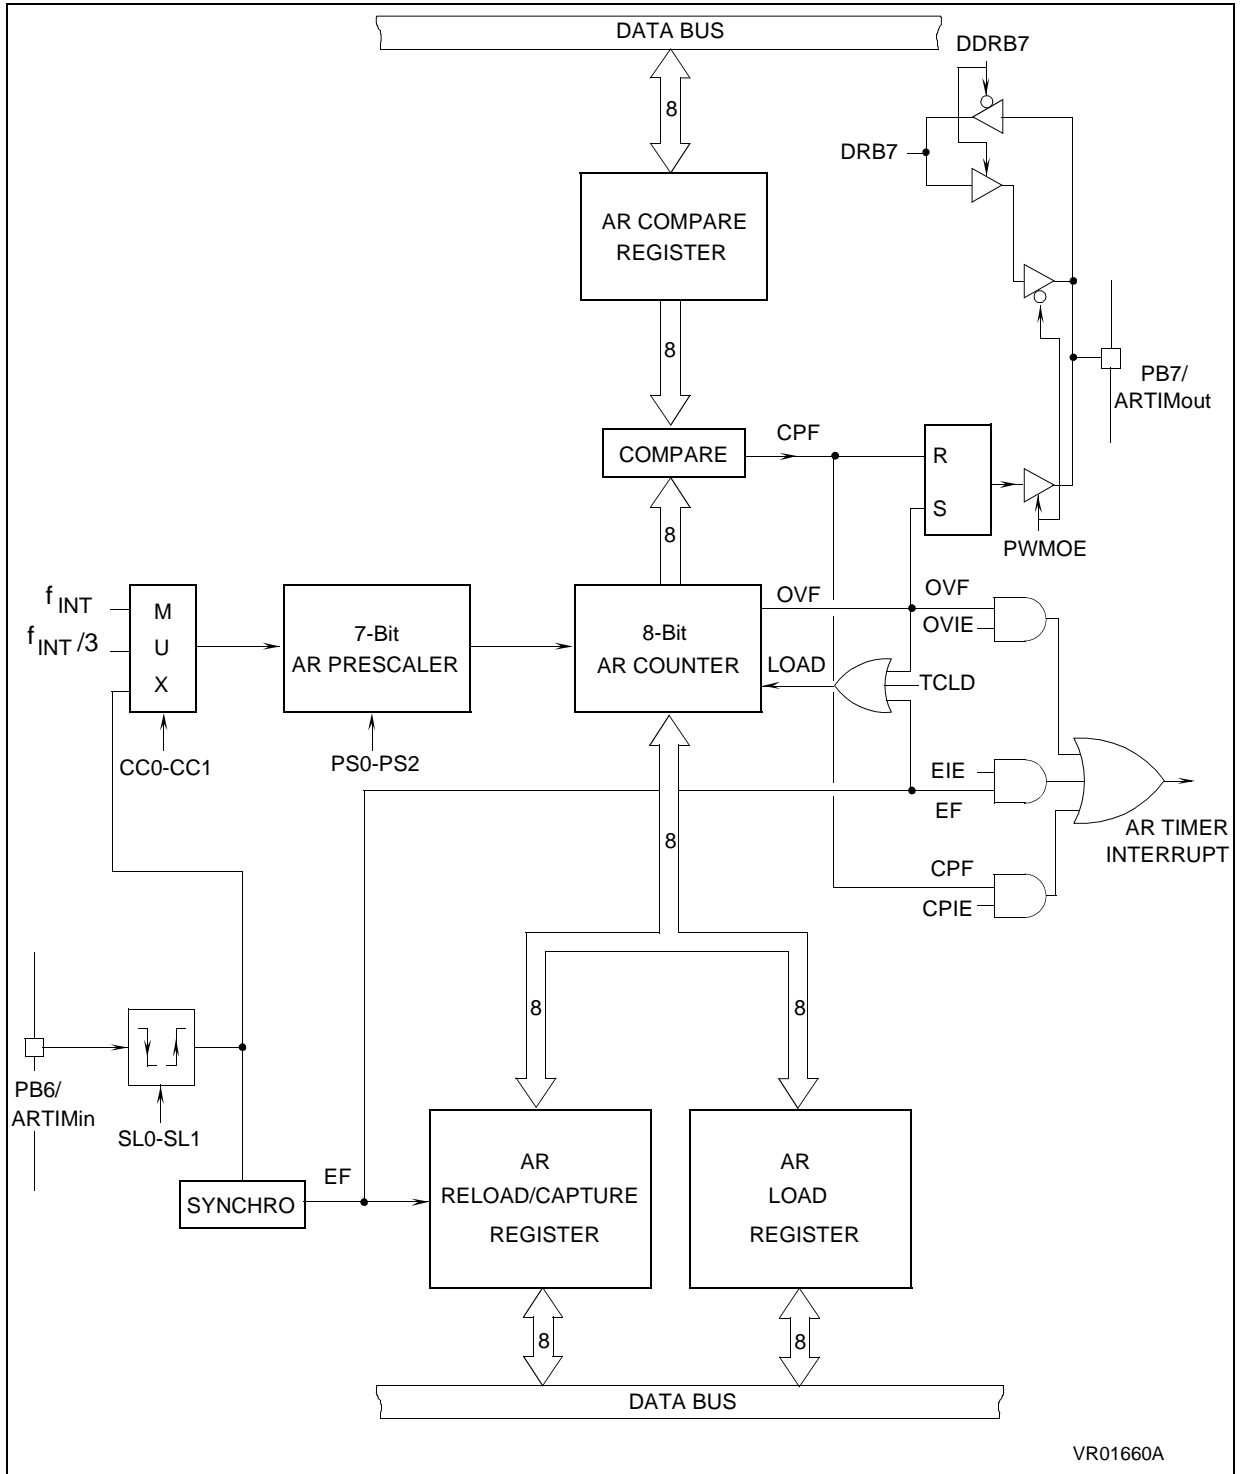 DATA BUS
DDRB7
8
DRB7
AR COMPARE
REGISTER
8
PB7/
ARTIMout
CPF
COMPARE
R
S
8
PWMOE
f INT
f INT /3
M
U
X
7-Bit
AR PRESCALER
8-Bit
AR COUNTER
OVF
OVF
OVIE
LOAD
TCLD
CC0-CC1
PS0-PS2
EIE
EF
AR TIMER
INTERRUPT
8
CPF
CPIE
8
8
PB6/
ARTIMin
SL0-SL1
SYNCHRO
EF
AR
RELOAD/CAPTURE
REGISTER
AR
LOAD
REGISTER
8
8
DATA BUS
VR01660A